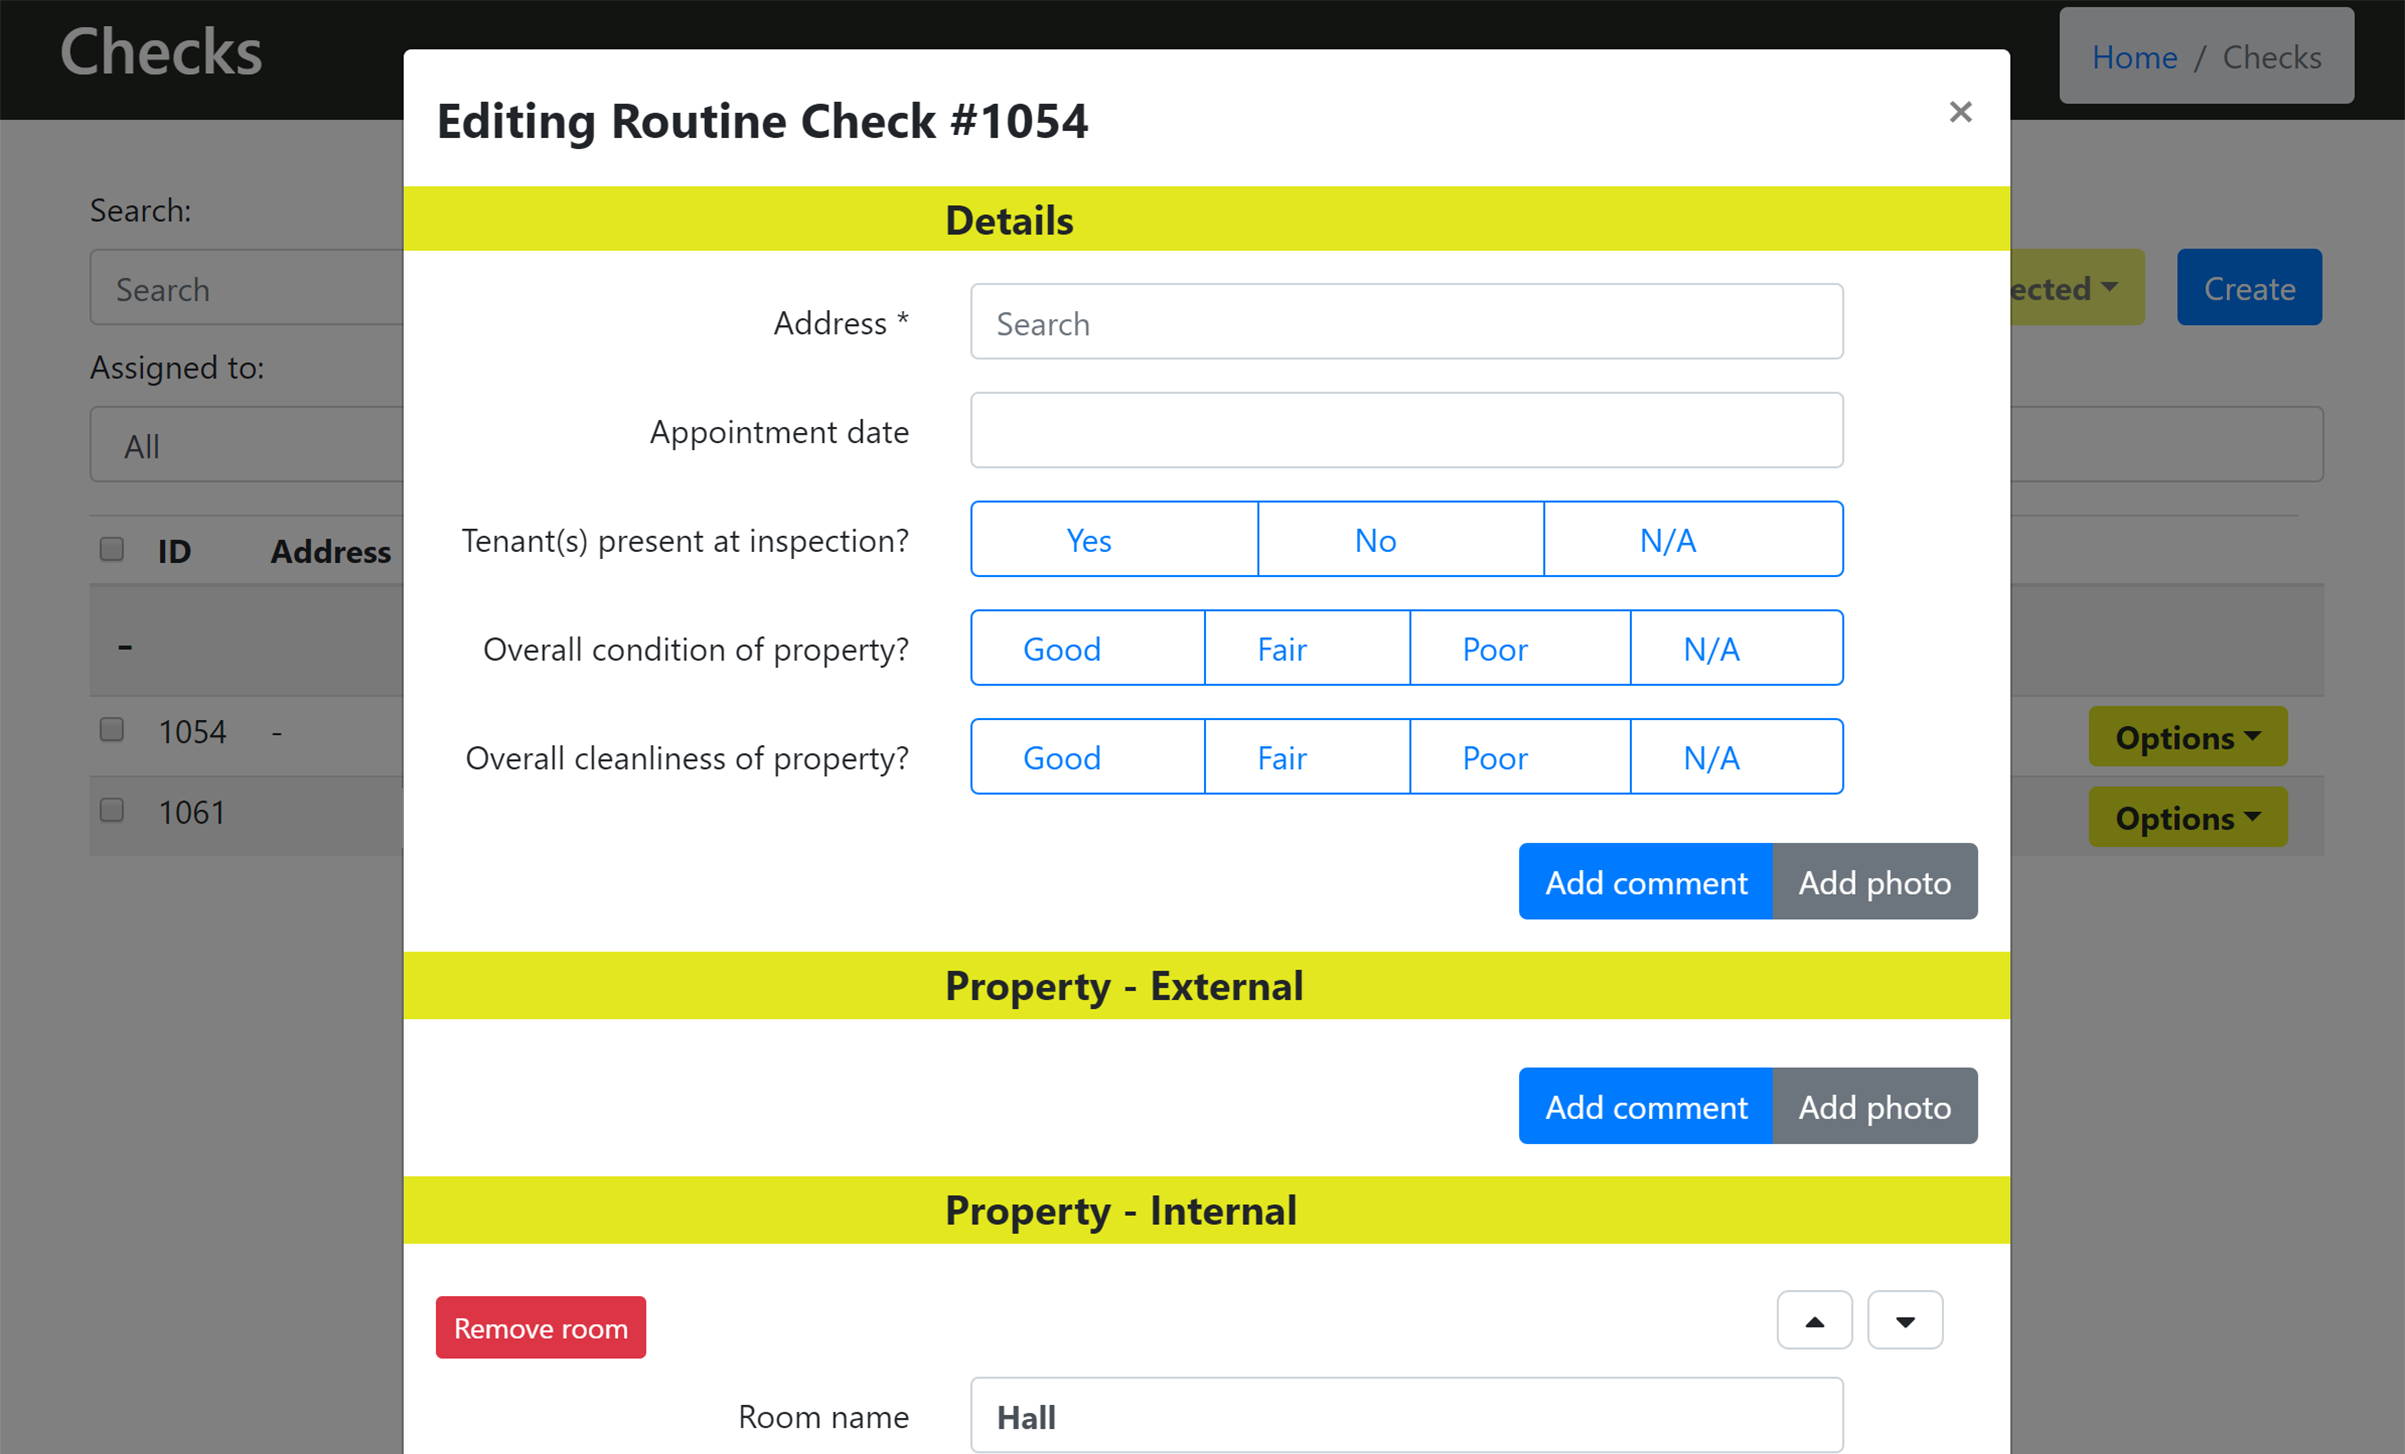 Checks
Home / Checks
Editing Routine Check #1054
×
Details
Search:
Search
ected
Create
Address *
Search
Assigned to:
All
Appointment date
Tenant(s) present at inspection?
Yes
No
N/A
ID
Address
-
Overall condition of property?
Good
Fair
Poor
N/A
1054
-
Options
Overall cleanliness of property?
Good
Fair
Poor
N/A
1061
Options
Add comment
Add photo
Property - External
Add comment
Add photo
Property - Internal
Remove room
Room name
Hall